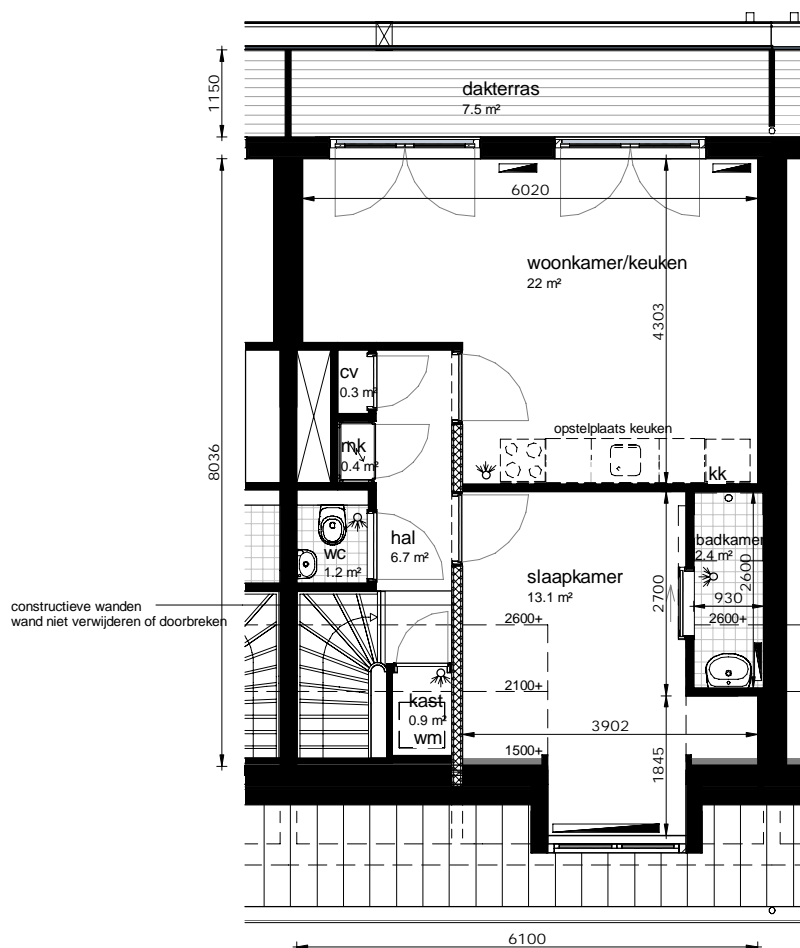 1150
dakterras
7.5 m²
6020
woonkamer/keuken
22 m²
4303
8036
cv
0.3 m²
mk
0.4 m²
opstelplaats keuken
kk
hal
6.7 m²
wc
1.2 m²
slaapkamer
13.1 m²
badkamer
2.4 m²
2700
2600
930
2600+
constructieve wanden
wand niet verwijderen of doorbreken
2600+
2100+
kast
0.9 m²
wm
3902
1500+
1845
6100